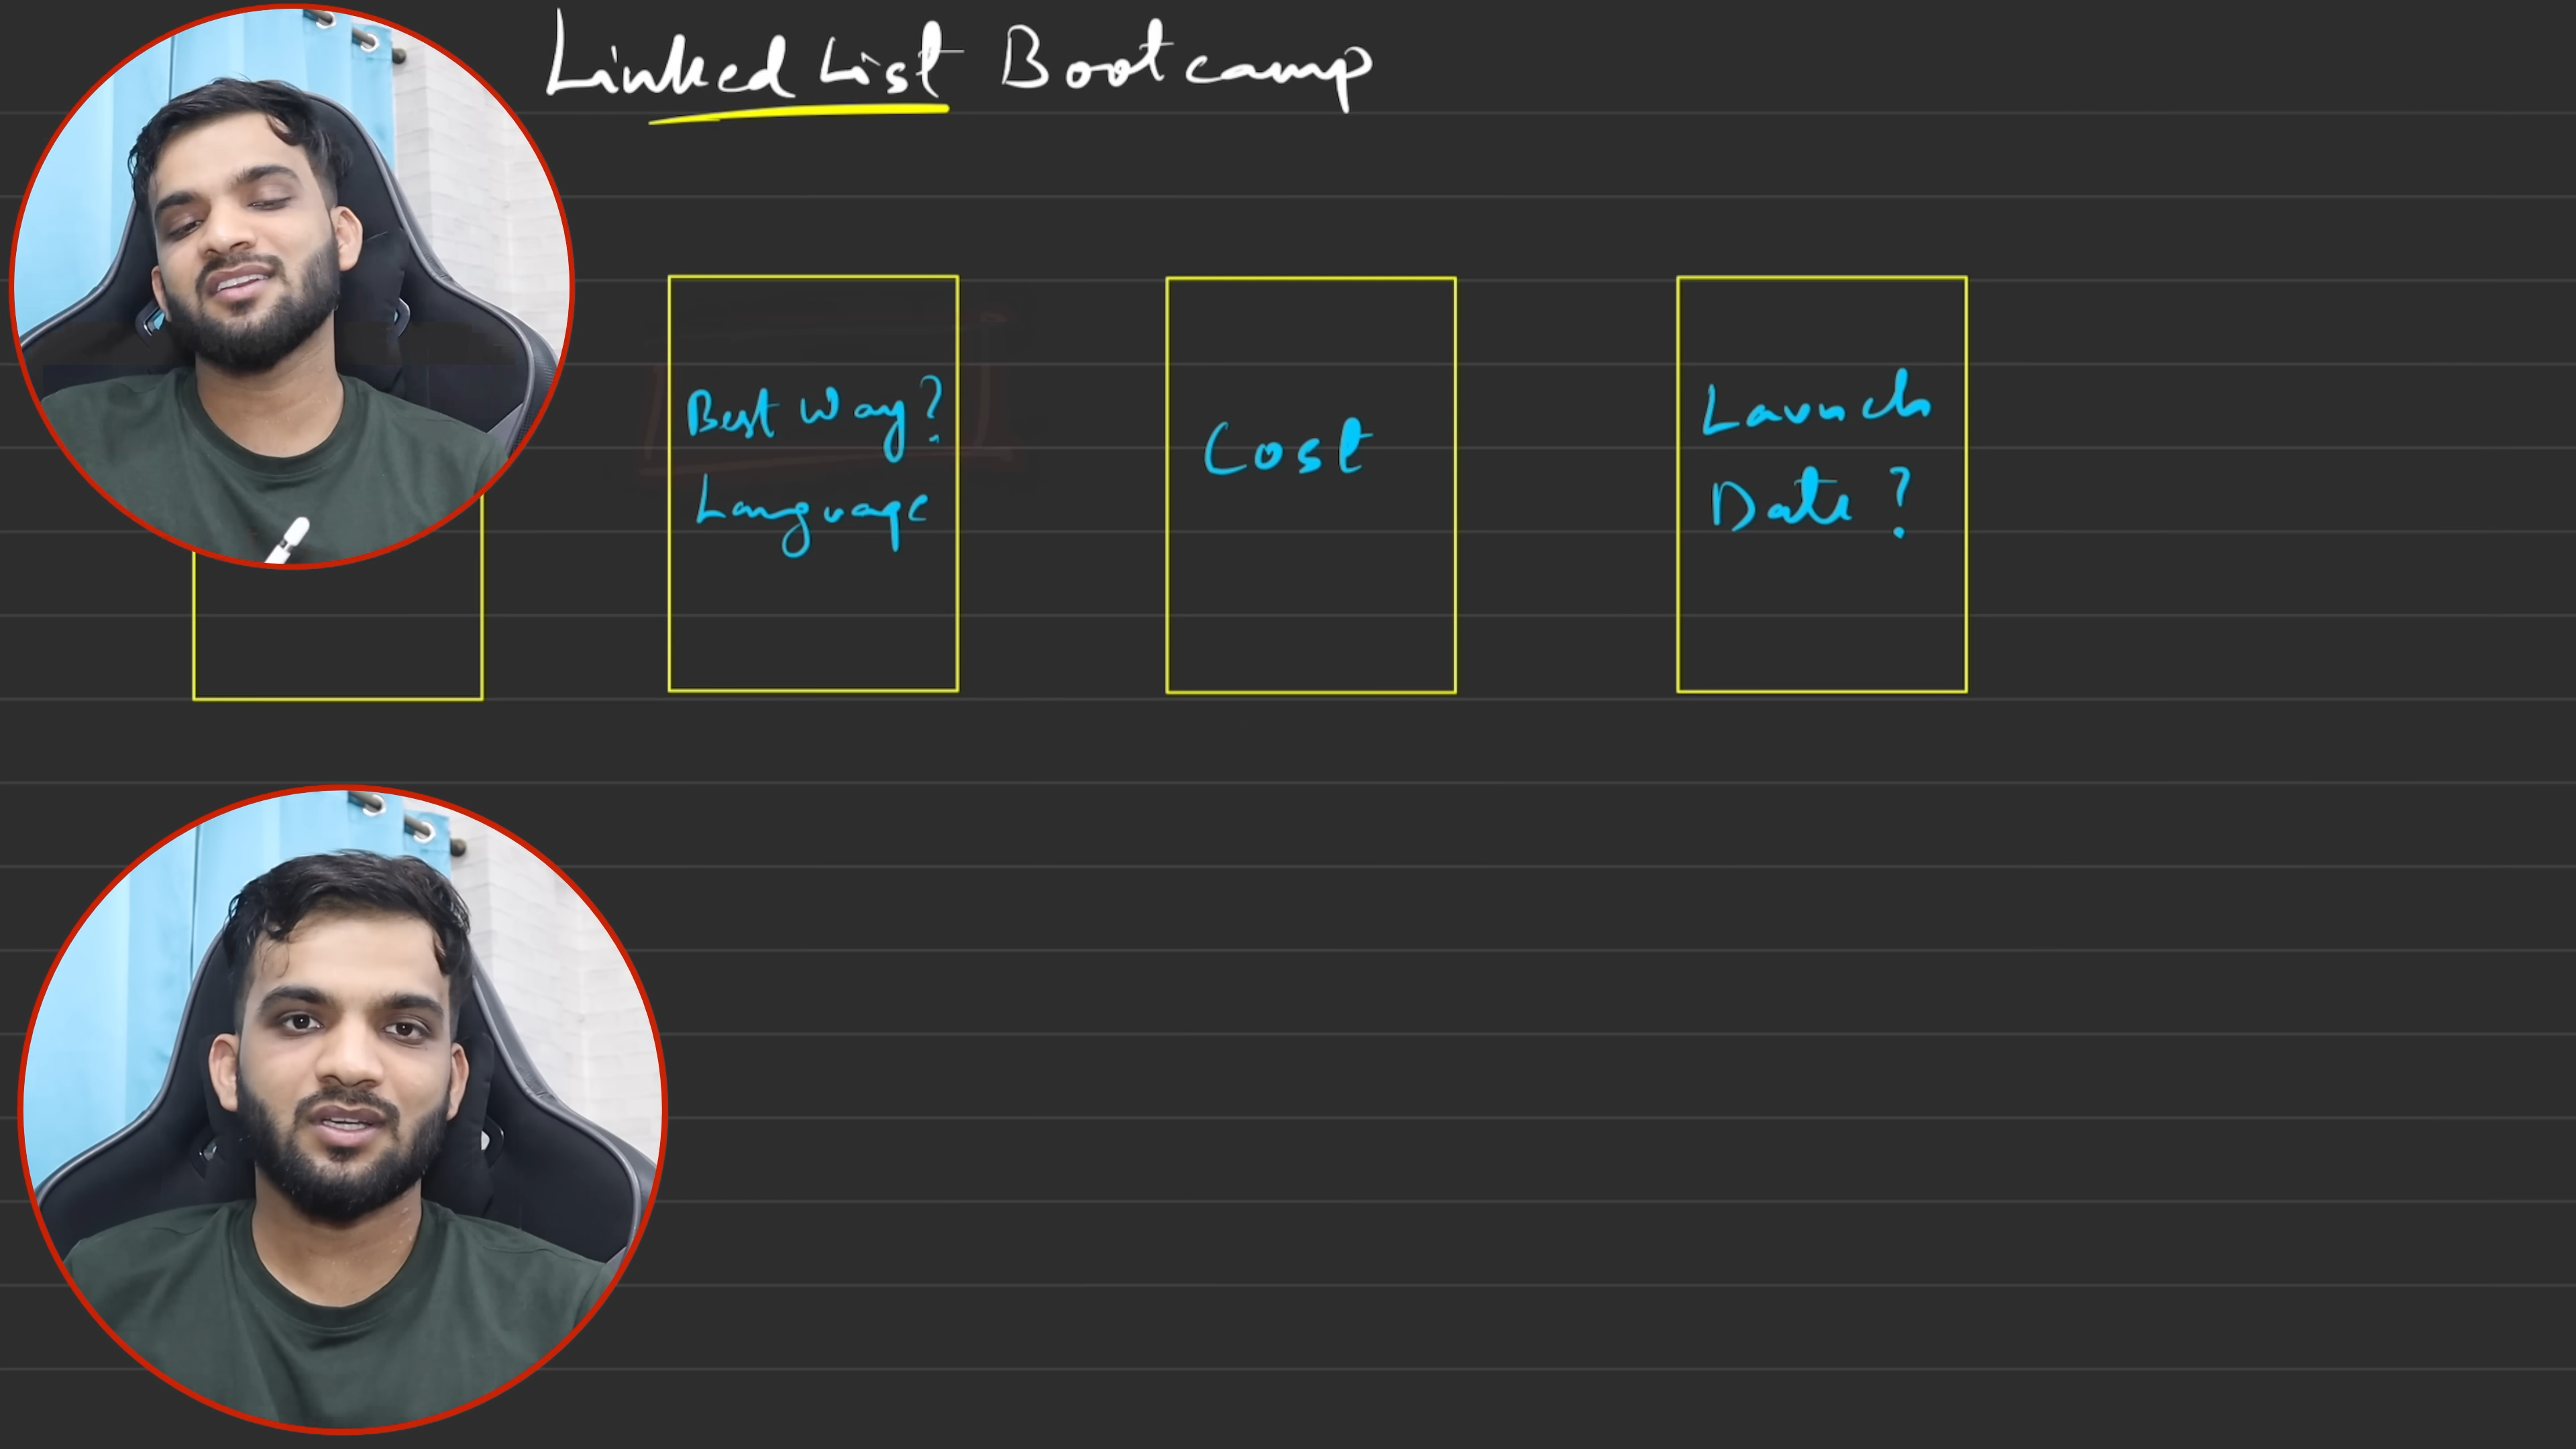 Linked List Bootcamp
Best Way?
Language
Cost
Launch
Date?